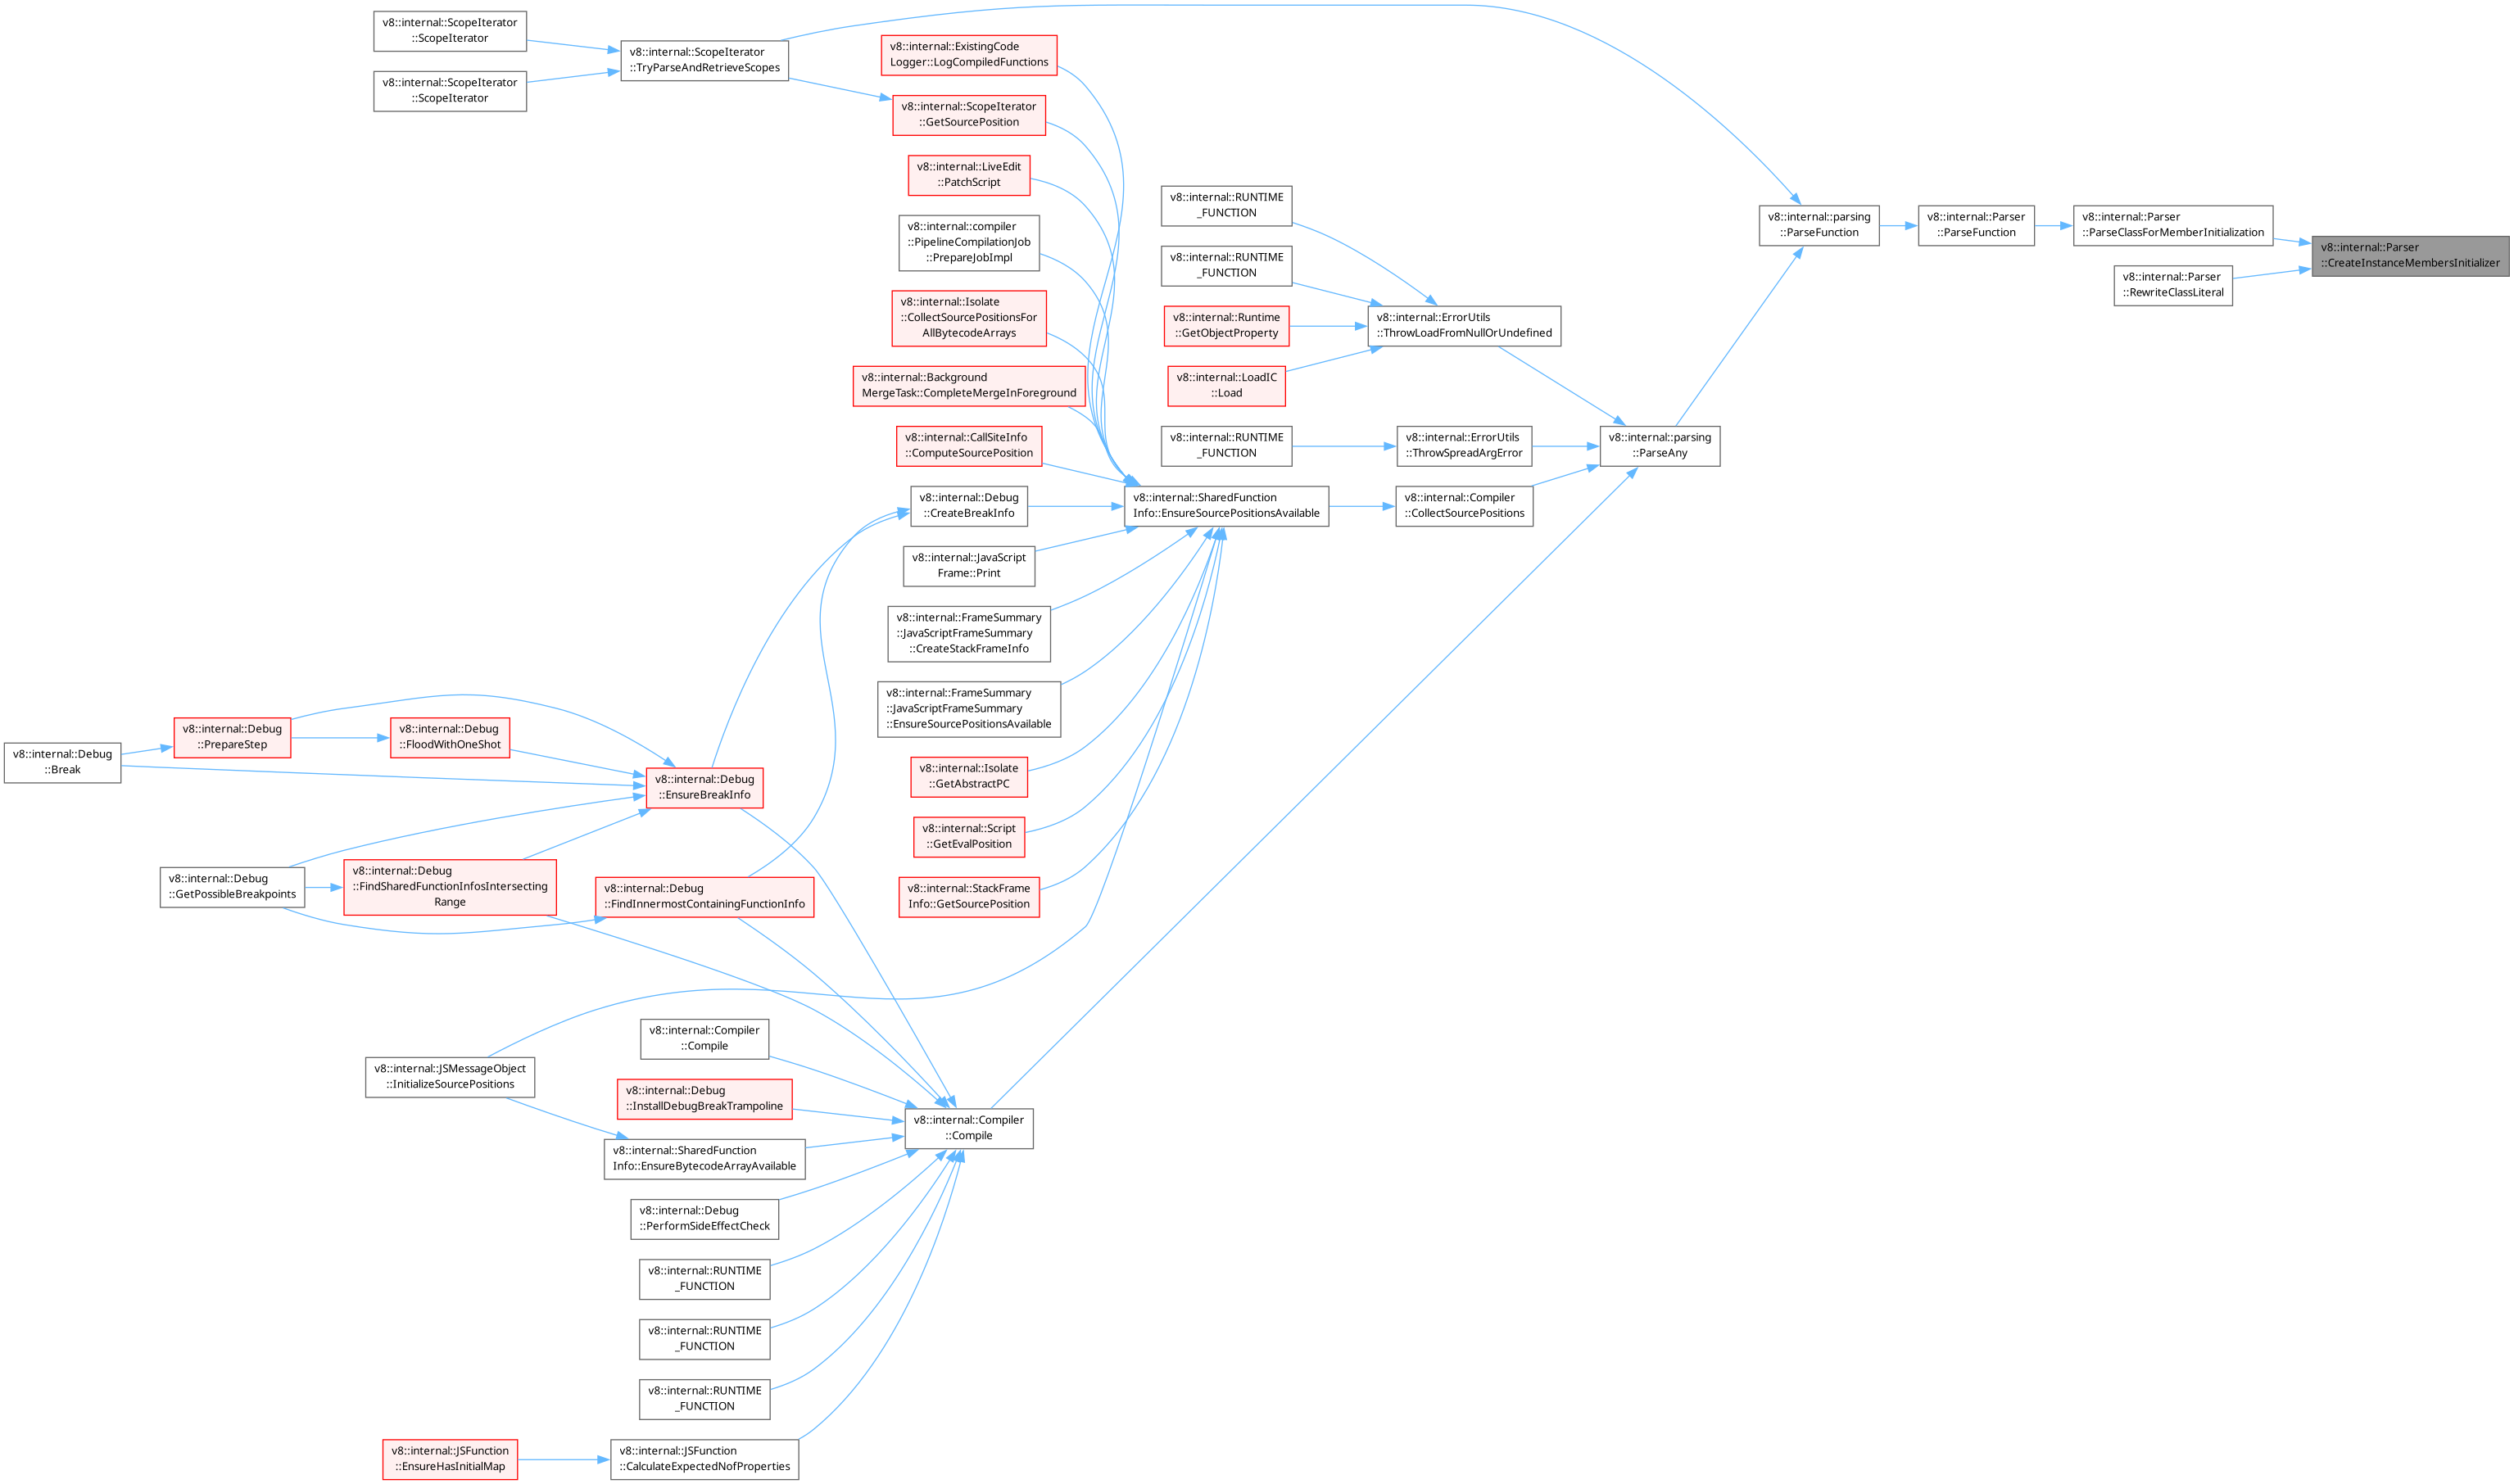 v8::internal::ScopeIterator
::ScopeIterator
v8::internal::ScopeIterator
::ScopeIterator
v8::internal::ScopeIterator
::TryParseAndRetrieveScopes
v8::internal::ExistingCode
Logger::LogCompiledFunctions
v8::internal::ScopeIterator
::GetSourcePosition
v8::internal::LiveEdit
::PatchScript
v8::internal::compiler
::PipelineCompilationJob
::PrepareJobImpl
v8::internal::Isolate
::CollectSourcePositionsFor
AllBytecodeArrays
v8::internal::Background
MergeTask::CompleteMergeInForeground
v8::internal::CallSiteInfo
::ComputeSourcePosition
v8::internal::Debug
::CreateBreakInfo
v8::internal::JavaScript
Frame::Print
v8::internal::FrameSummary
::JavaScriptFrameSummary
::CreateStackFrameInfo
v8::internal::FrameSummary
::JavaScriptFrameSummary
::EnsureSourcePositionsAvailable
v8::internal::Isolate
::GetAbstractPC
v8::internal::Script
::GetEvalPosition
v8::internal::StackFrame
Info::GetSourcePosition
v8::internal::RUNTIME
_FUNCTION
v8::internal::RUNTIME
_FUNCTION
v8::internal::Runtime
::GetObjectProperty
v8::internal::LoadIC
::Load
v8::internal::RUNTIME
_FUNCTION
v8::internal::SharedFunction
Info::EnsureSourcePositionsAvailable
v8::internal::ErrorUtils
::ThrowLoadFromNullOrUndefined
v8::internal::ErrorUtils
::ThrowSpreadArgError
v8::internal::Compiler
::CollectSourcePositions
v8::internal::parsing
::ParseAny
v8::internal::parsing
::ParseFunction
v8::internal::Parser
::ParseFunction
v8::internal::Parser
::ParseClassForMemberInitialization
v8::internal::Parser
::RewriteClassLiteral
v8::internal::Parser
::CreateInstanceMembersInitializer
v8::internal::Debug
::Break
v8::internal::Debug
::PrepareStep
v8::internal::Debug
::FloodWithOneShot
v8::internal::Debug
::EnsureBreakInfo
v8::internal::Debug
::GetPossibleBreakpoints
v8::internal::Debug
::FindSharedFunctionInfosIntersecting
Range
v8::internal::Debug
::FindInnermostContainingFunctionInfo
v8::internal::JSMessageObject
::InitializeSourcePositions
v8::internal::Compiler
::Compile
v8::internal::Debug
::InstallDebugBreakTrampoline
v8::internal::SharedFunction
Info::EnsureBytecodeArrayAvailable
v8::internal::Debug
::PerformSideEffectCheck
v8::internal::RUNTIME
_FUNCTION
v8::internal::RUNTIME
_FUNCTION
v8::internal::RUNTIME
_FUNCTION
v8::internal::Compiler
::Compile
v8::internal::JSFunction
::EnsureHasInitialMap
v8::internal::JSFunction
::CalculateExpectedNofProperties